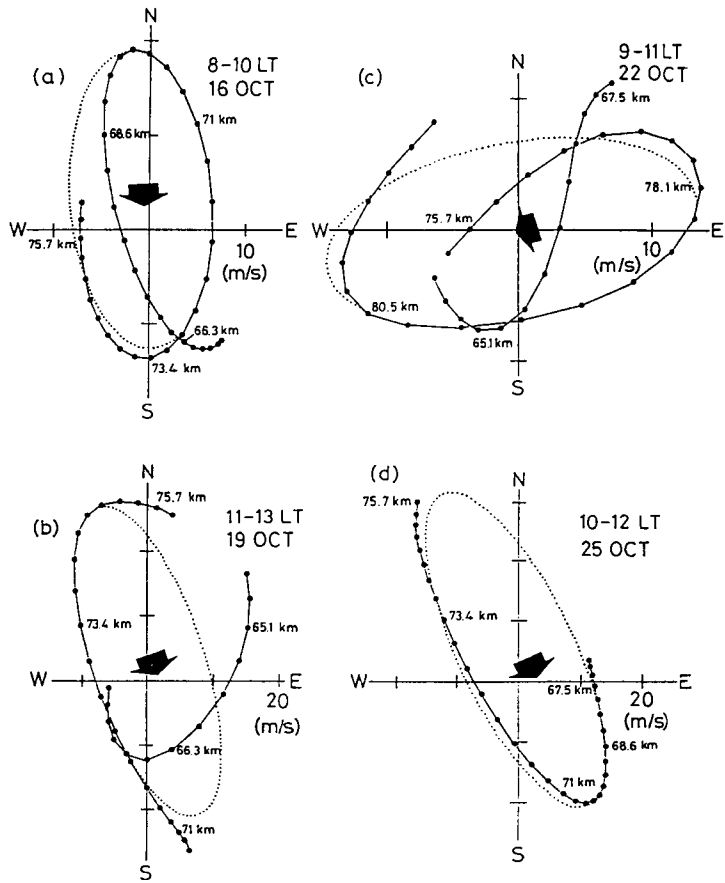 (a)
N
8-10 LT
16 OCT
71 km
68.6 km
W
E
75.7 km
10
(m/s)
66.3 km
73.4 km
S
(c)
N
9-11 LT
22 OCT
67.5 km
78.1 km
75.7 km
W
E
10
(m/s)
80.5 km
65.1 km
S
(b)
N
75.7 km
11-13 LT
19 OCT
73.4 km
65.1 km
W
E
20
(m/s)
66.3 km
71 km
S
(d)
N
75.7 km
10-12 LT
25 OCT
73.4 km
W
E
67.5 km
20
(m/s)
68.6 km
71 km
S